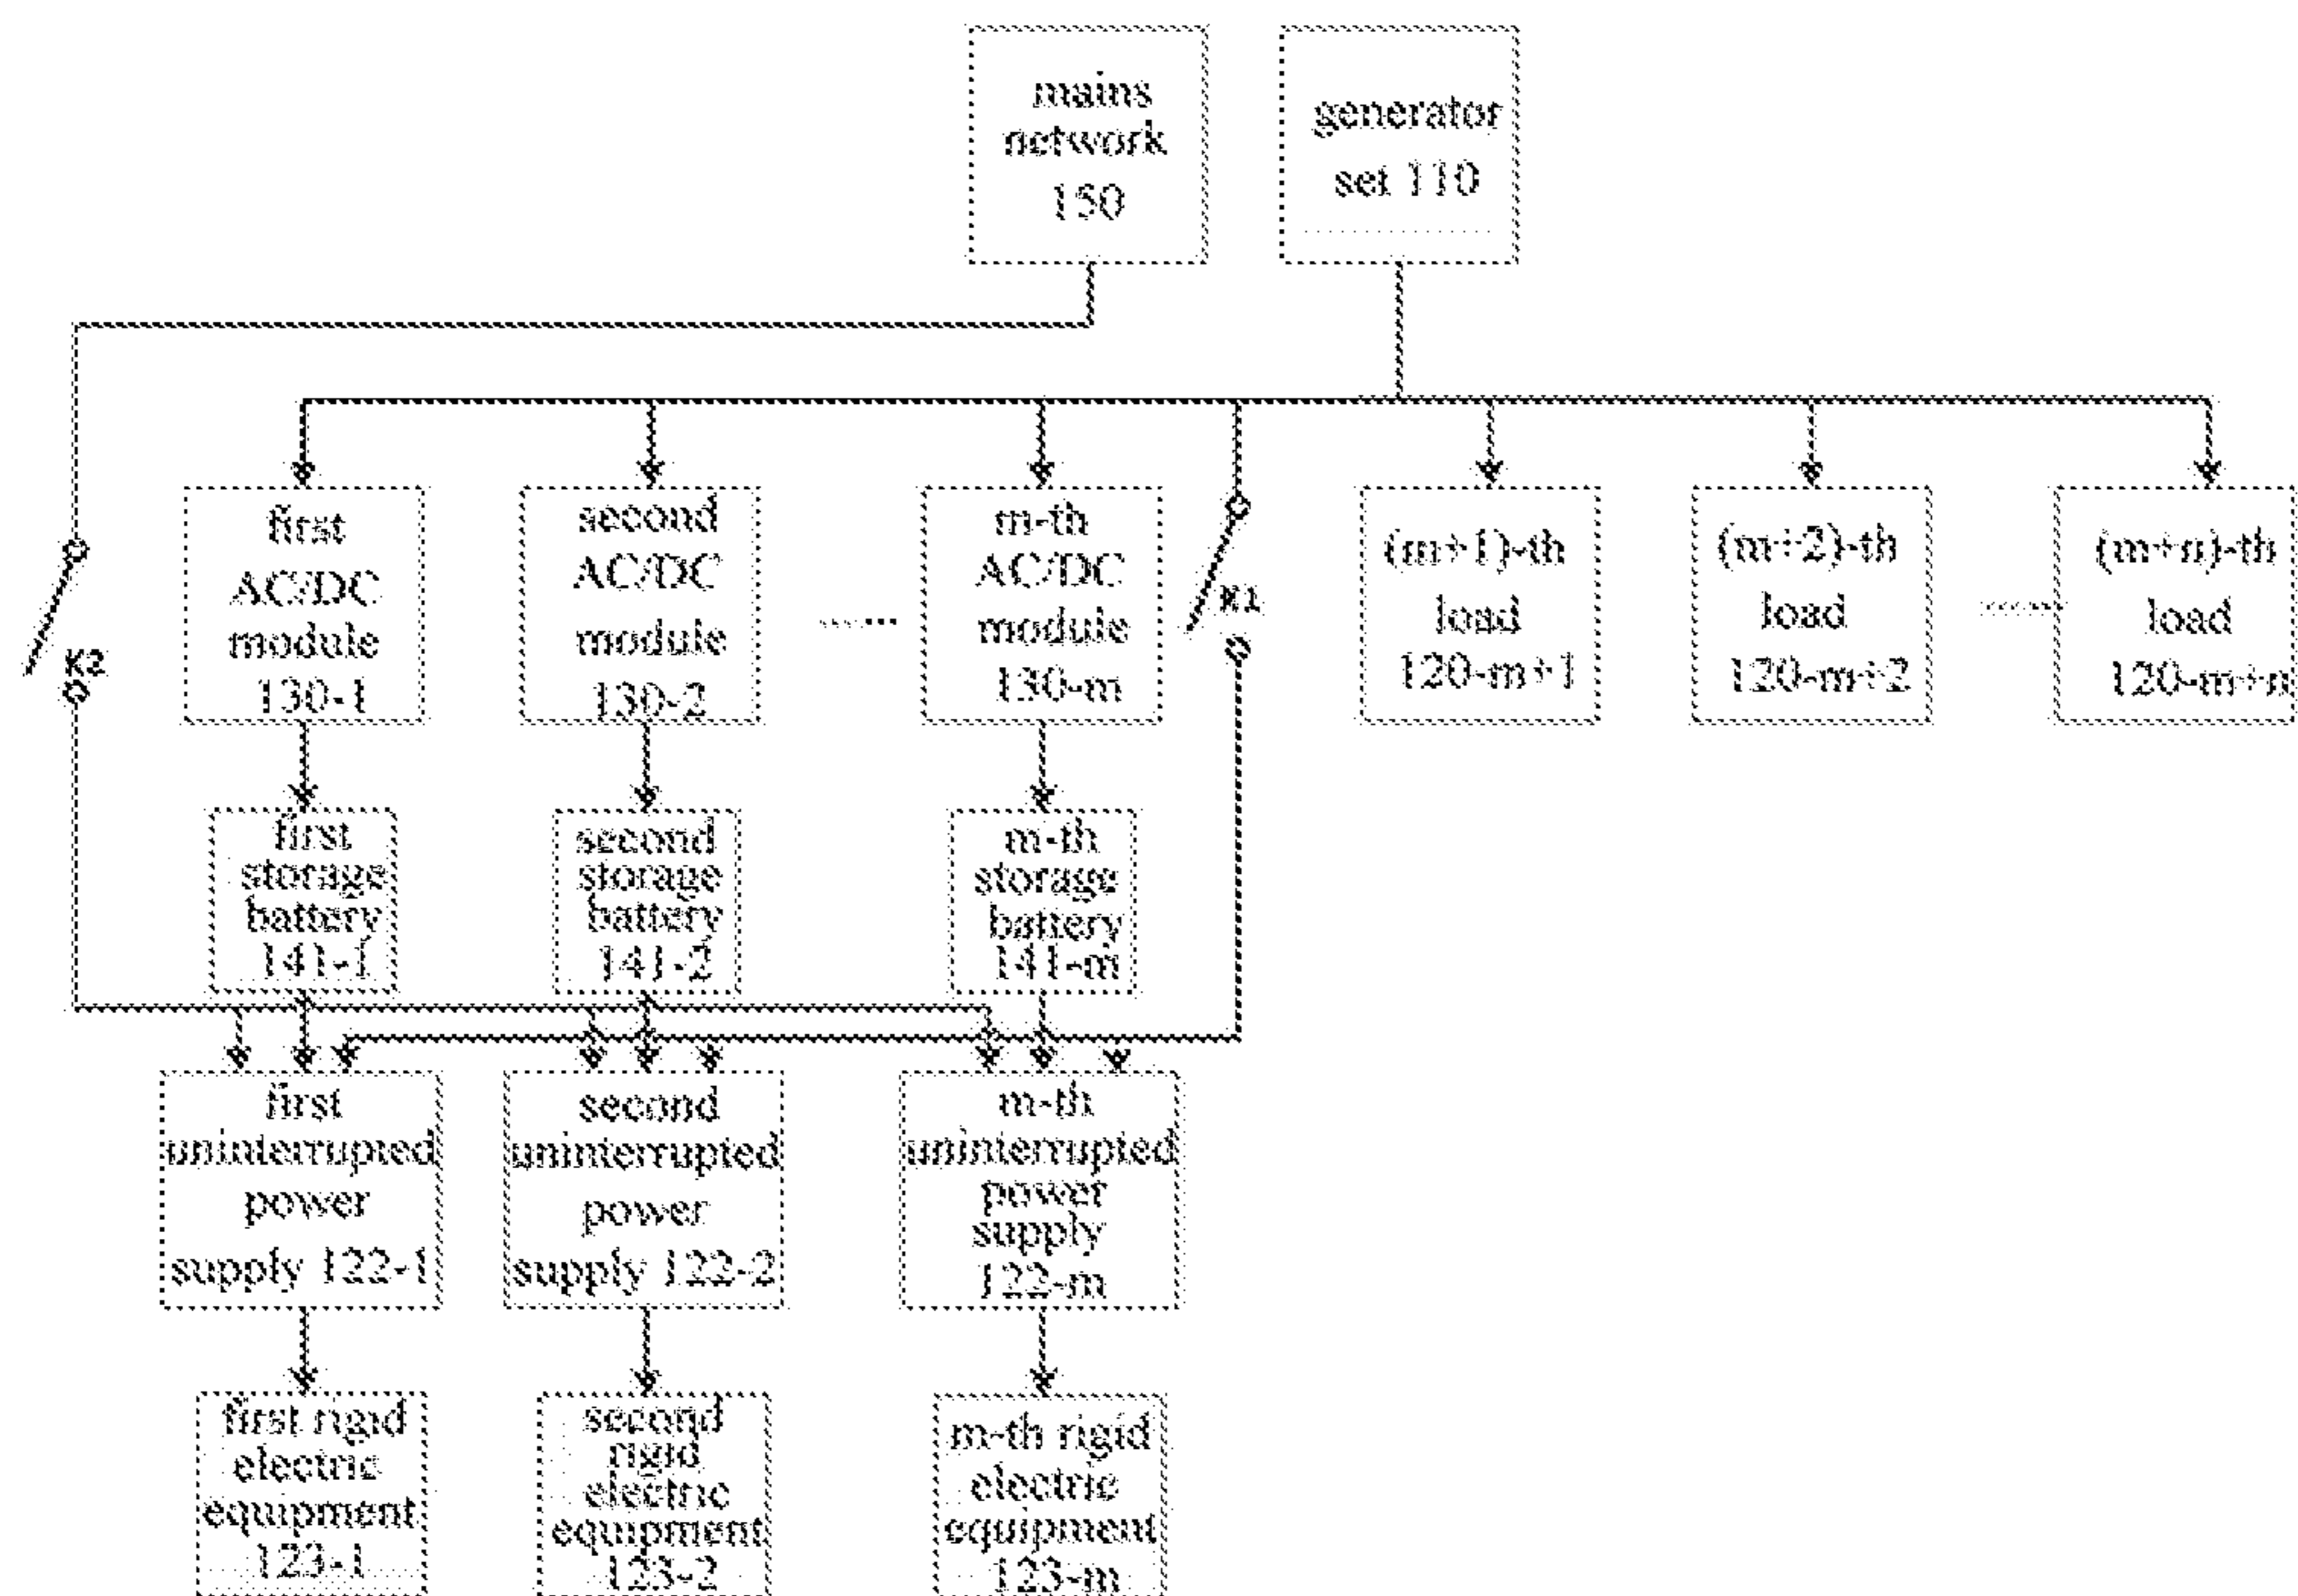 mains
network
150
generator
set 110
first
AC/DC
module
130-1
second
AC/DC
module
130-2
m-th
AC/DC
module
130-m
(m+1)-th
load
120-m+1
(m+2)-th
load
120-m+2
(m+n)-th
load
120-m+n
K2
K1
first
storage
battery
141-1
second
storage
battery
141-2
m-th
storage
battery
141-m
first
uninterrupted
power
supply 122-1
second
uninterrupted
power
supply 122-2
m-th
uninterrupted
power
supply
122-m
first rigid
electric
equipment
123-1
second
rigid
electric
equipment
123-2
m-th rigid
electric
equipment
123-m